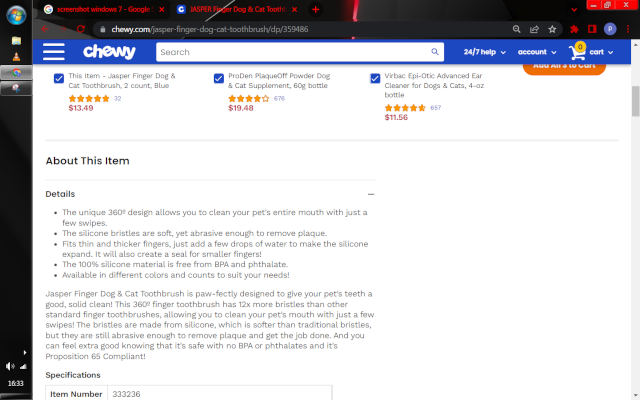 screenshot windows 7 - Google S
JASPER Finger Dog & Cat Toothb
chewy.com/jasper-finger-dog-cat-toothbrush/dp/359486
P
chewy
Search
24/7 help
account
0
cart
Add All 3 to Cart
This item - Jasper Finger Dog &
Cat Toothbrush, 2 count, Blue
32
$13.49
ProDen PlaqueOff Powder Dog
& Cat Supplement, 60g bottle
676
$19.48
Virbac Epi-Otic Advanced Ear
Cleaner for Dogs & Cats, 4-oz
bottle
657
$11.56
About This Item
Details
The unique 360º design allows you to clean your pet's entire mouth with just a
few swipes.
The silicone bristles are soft, yet abrasive enough to remove plaque.
Fits thin and thicker fingers, just add a few drops of water to make the silicone
expand. It will also create a seal for smaller fingers!
The 100% silicone material is free from BPA and phthalate.
Available in different colors and counts to suit your needs!
Jasper Finger Dog & Cat Toothbrush is paw-fectly designed to give your pet's teeth a
good, solid clean! This 360º finger toothbrush has 12x more bristles than other
standard finger toothbrushes, allowing you to clean your pet's mouth with just a few
swipes! The bristles are made from silicone, which is softer than traditional bristles,
but they are still abrasive enough to remove plaque and get the job done. And you
can feel extra good knowing that it's safe with no BPA or phthalates and it's
Proposition 65 Compliant!
Specifications
Item Number 333236
16:33